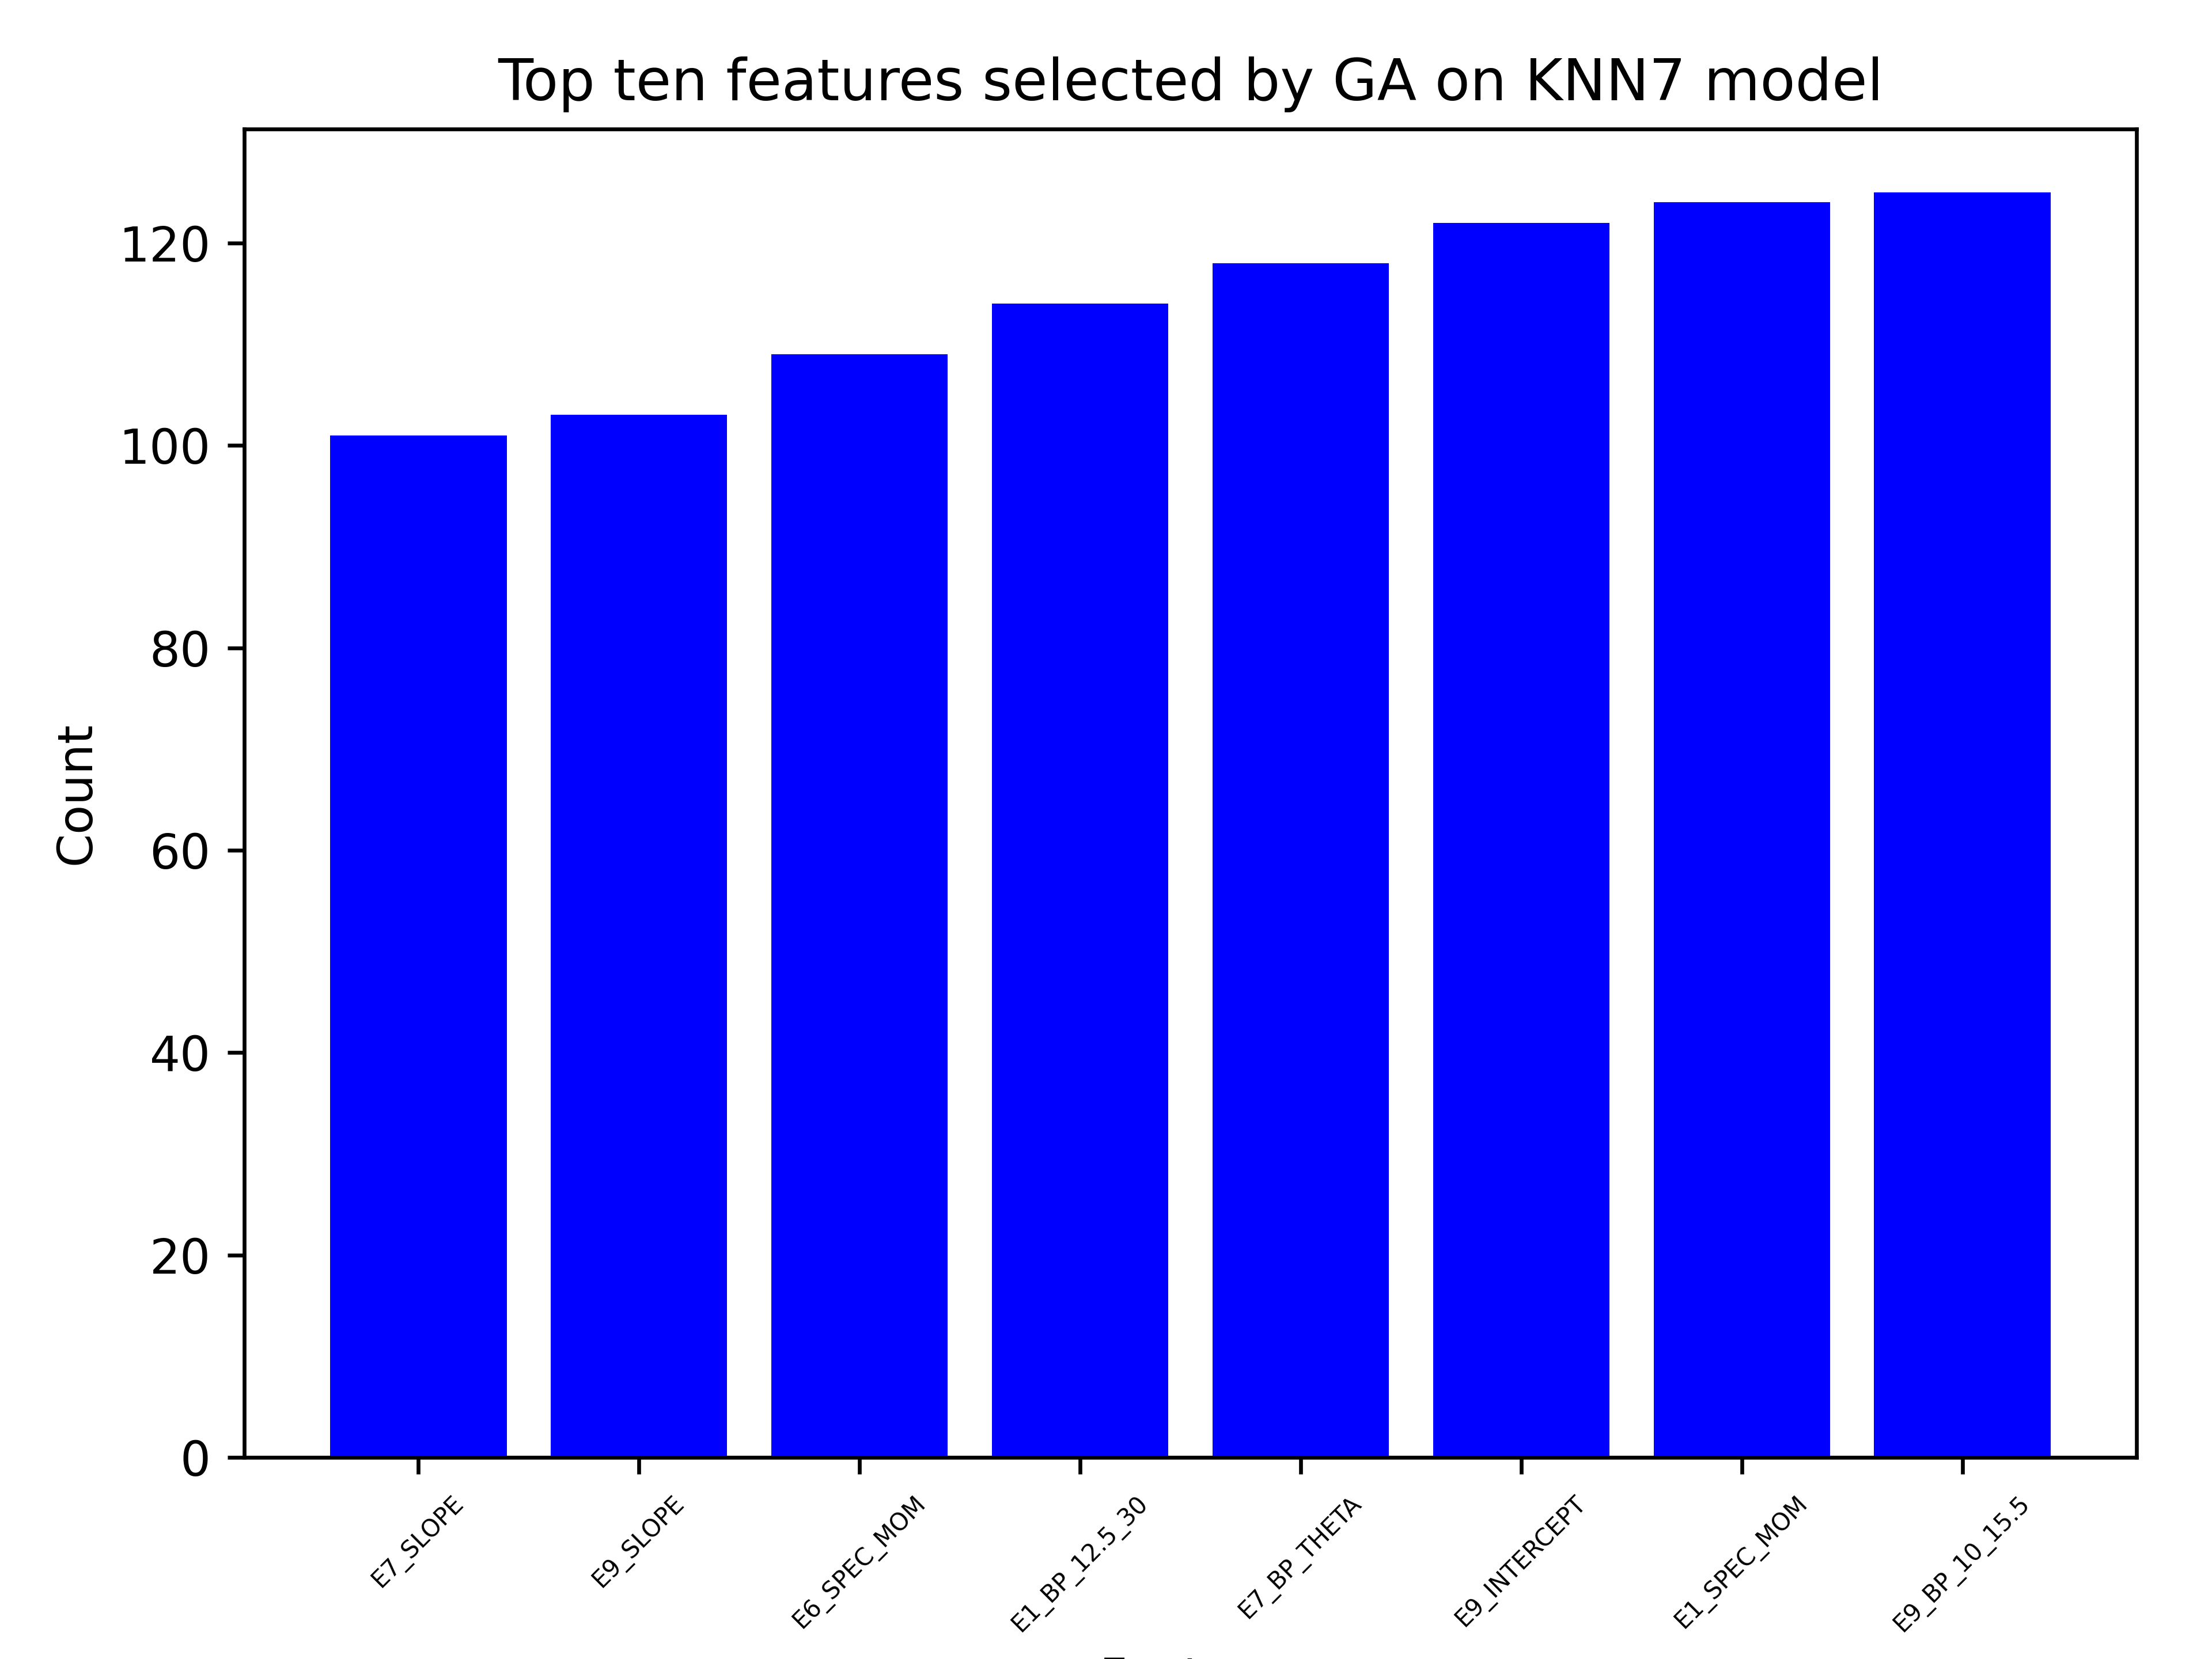 Top ten features selected by GA on KNN7 model
Count
120
100
80
60
40
20
0
E7_SLOPE
E9_SLOPE
E6_SPEC_MOM
E1_BP_12.5_30
E7_BP_THETA
E9_INTERCEPT
E1_SPEC_MOM
E9_BP_10_15.5